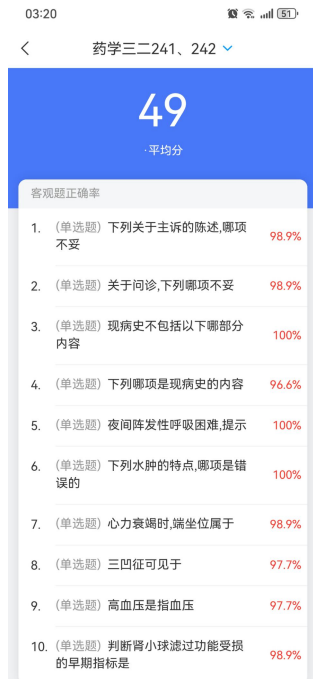 03:20
51
药学三二241、242
49
·平均分
客观题正确率
1. (单选题) 下列关于主诉的陈述,哪项
不妥
98.9%
2. (单选题) 关于问诊,下列哪项不妥
98.9%
3. (单选题) 现病史不包括以下哪部分
内容
100%
4. (单选题) 下列哪项是现病史的内容
96.6%
5. (单选题) 夜间阵发性呼吸困难,提示
100%
6. (单选题) 下列水肿的特点,哪项是错
误的
100%
7. (单选题) 心力衰竭时,端坐位属于
98.9%
8. (单选题) 三凹征可见于
97.7%
9. (单选题) 高血压是指血压
97.7%
10. (单选题) 判断肾小球滤过功能受损
的早期指标是
98.9%